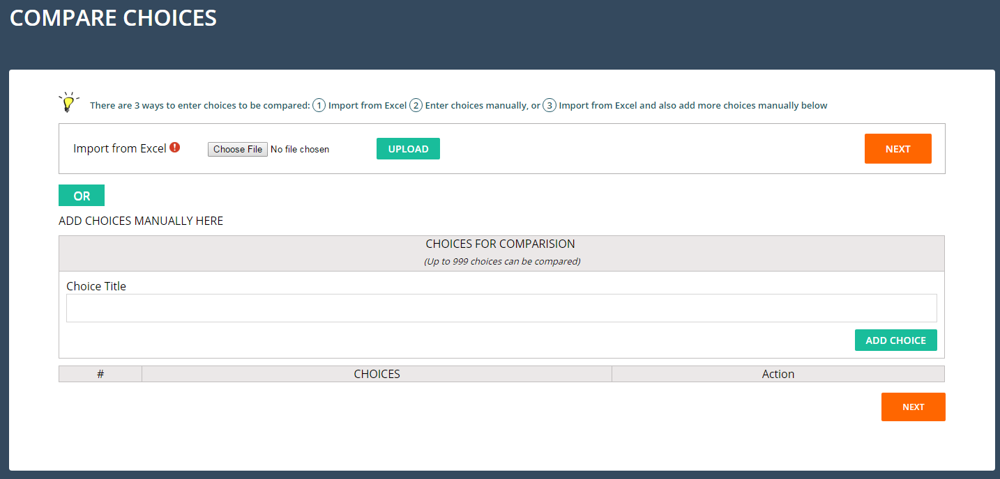 COMPARE CHOICES
There are 3 ways to enter choices to be compared: 1 Import from Excel 2 Enter choices manually, or 3 Import from Excel and also add more choices manually below
Import from Excel ! Choose File No file chosen UPLOAD NEXT
OR
ADD CHOICES MANUALLY HERE
CHOICES FOR COMPARISION
(Up to 999 choices can be compared)
Choice Title
ADD CHOICE
# CHOICES Action
NEXT